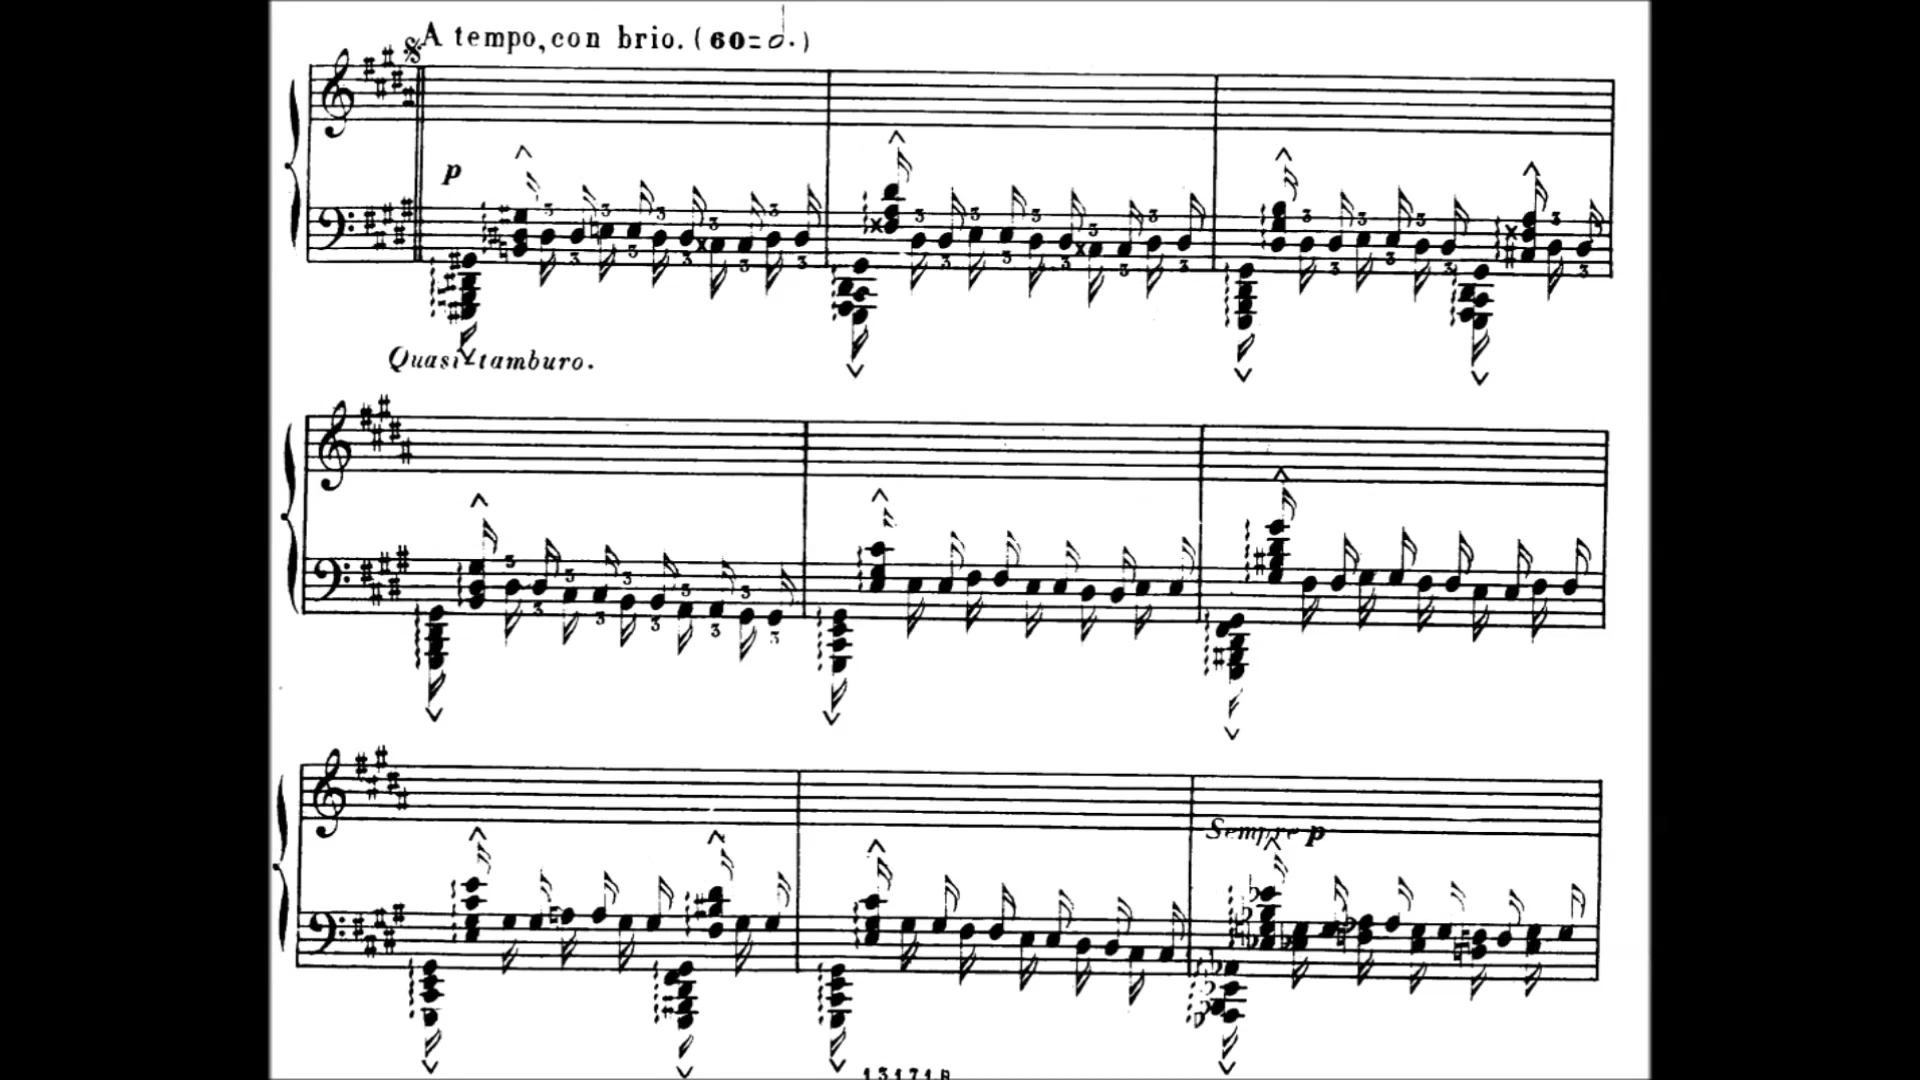 A tempo, con brio. (60=𝅗𝅥.)
p
Quasi tamburo.
Sempre p
13171.R